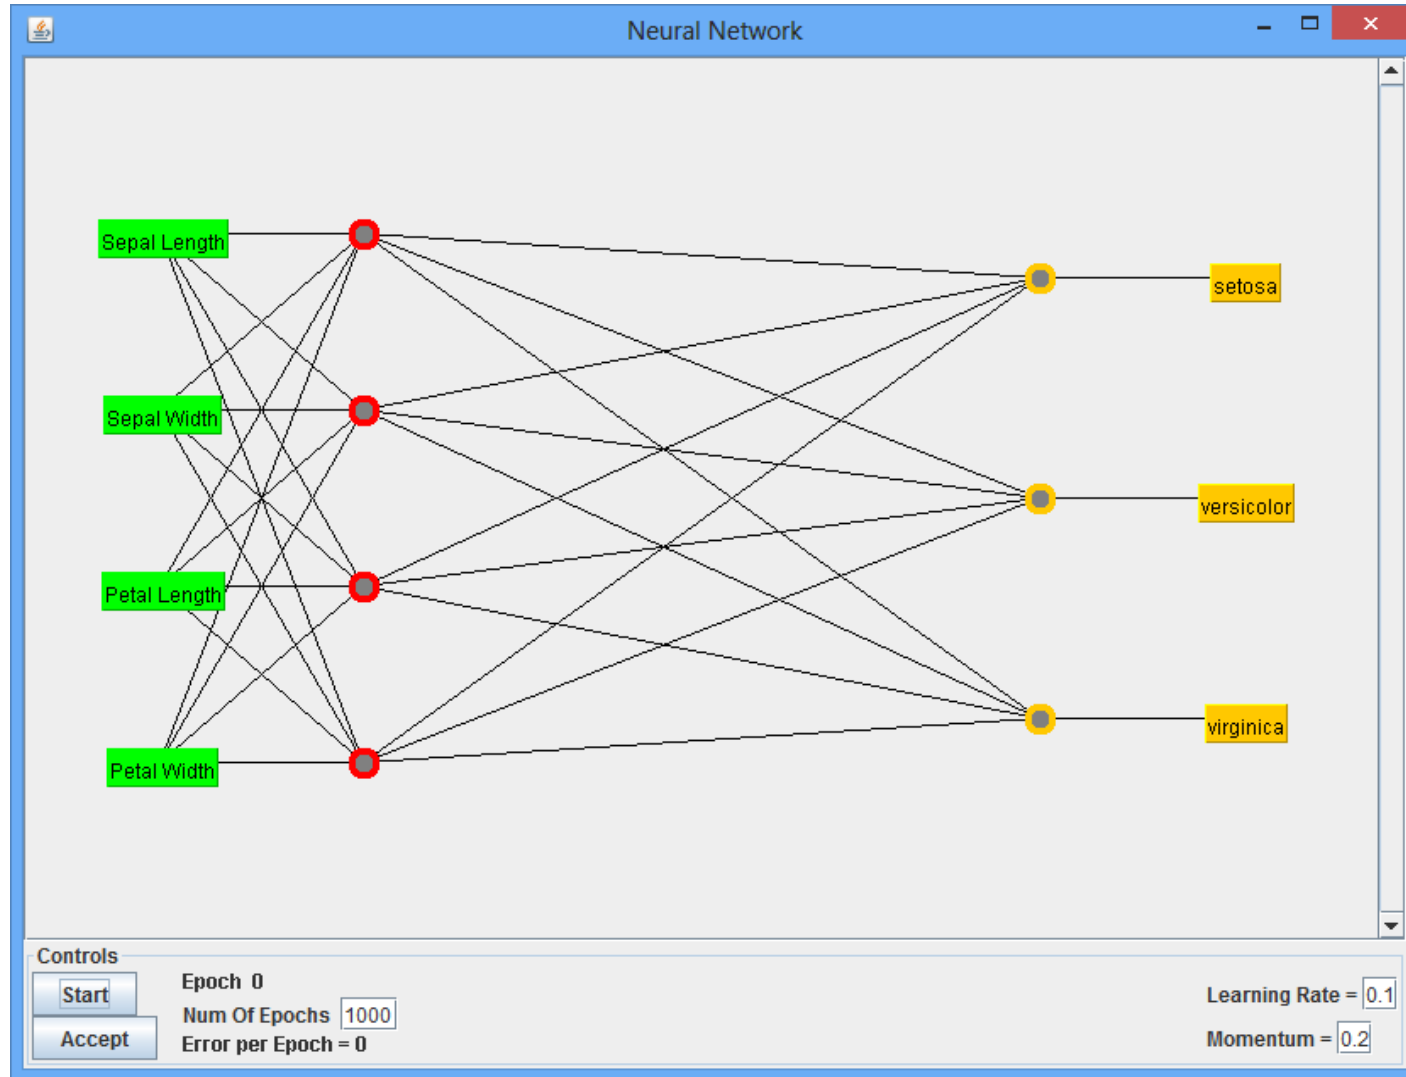 Neural Network
Sepal Length
setosa
Sepal Width
versicolor
Petal Length
virginica
Petal Width
Controls
Start
Epoch 0
Learning Rate = 0.1
Num Of Epochs 1000
Accept
Error per Epoch = 0
Momentum = 0.2